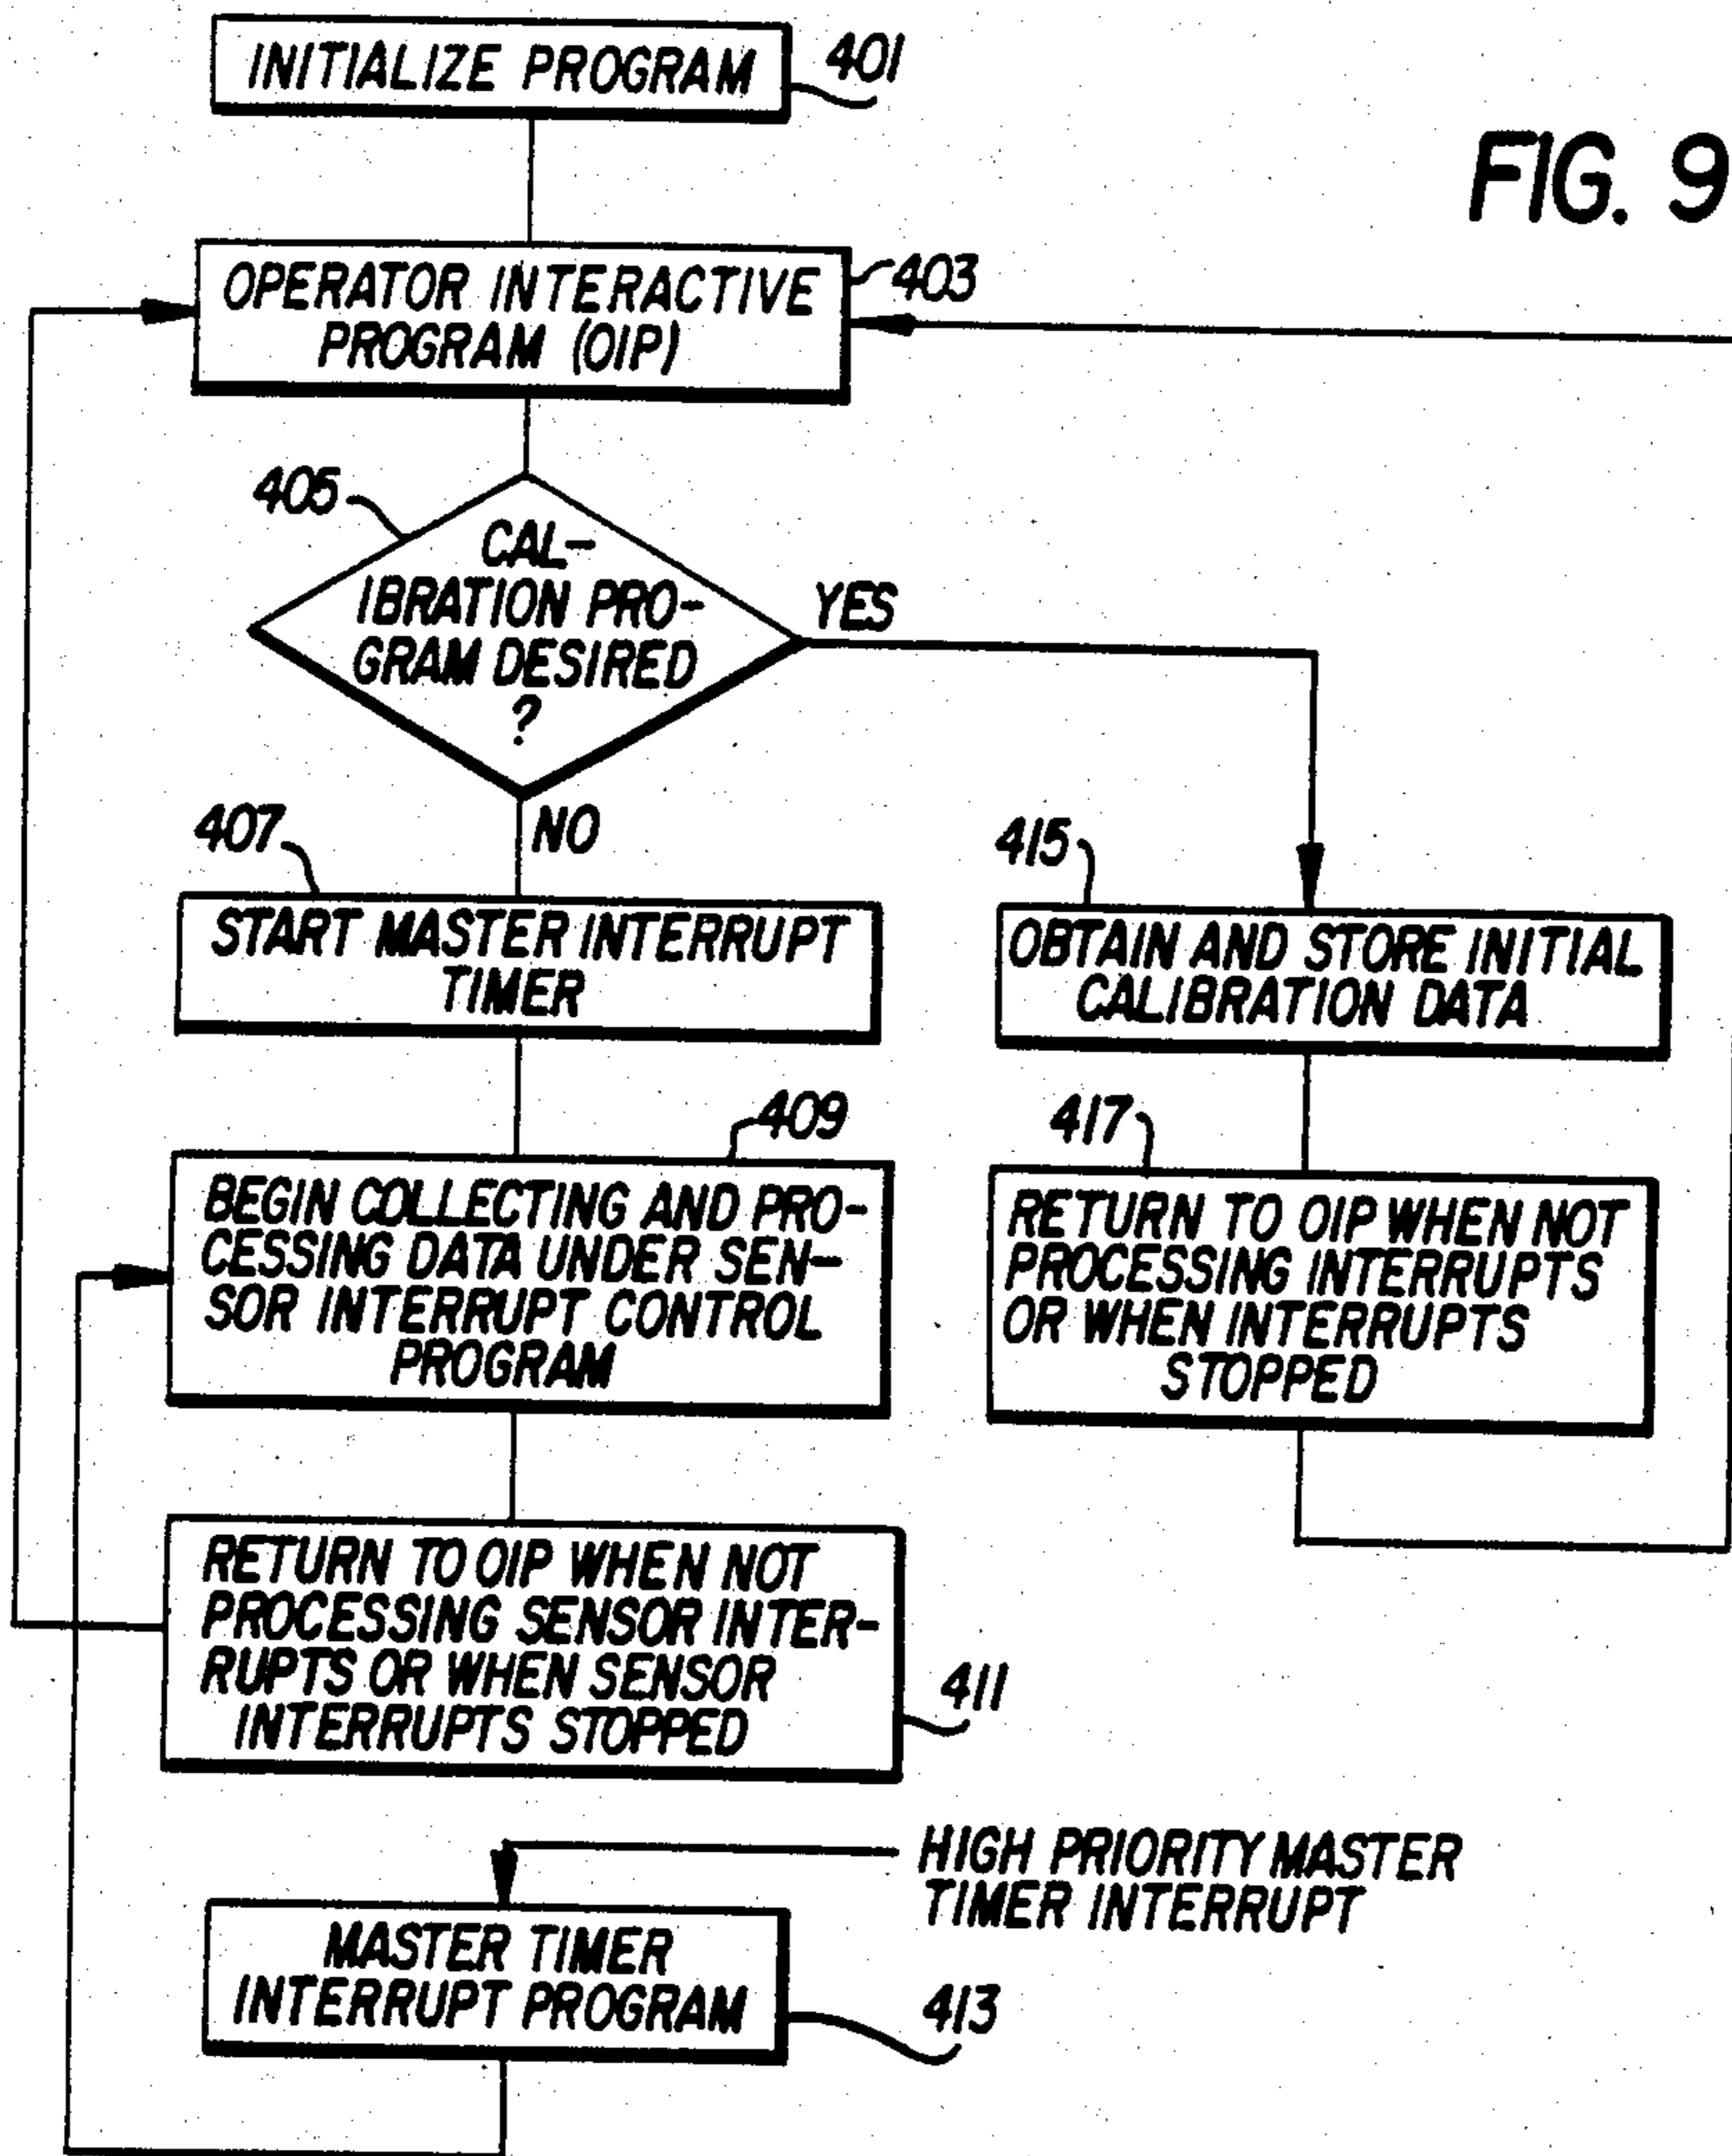 INITIALIZE PROGRAM
401
FIG. 9
OPERATOR INTERACTIVE
PROGRAM (OIP)
403
405
CAL-
IBRATION PRO-
GRAM DESIRED
?
YES
NO
407
START MASTER INTERRUPT
TIMER
415
OBTAIN AND STORE INITIAL
CALIBRATION DATA
409
BEGIN COLLECTING AND PRO-
CESSING DATA UNDER SEN-
SOR INTERRUPT CONTROL
PROGRAM
417
RETURN TO OIP WHEN NOT
PROCESSING INTERRUPTS
OR WHEN INTERRUPTS
STOPPED
RETURN TO OIP WHEN NOT
PROCESSING SENSOR INTER-
RUPTS OR WHEN SENSOR
INTERRUPTS STOPPED
411
HIGH PRIORITY MASTER
TIMER INTERRUPT
MASTER TIMER
INTERRUPT PROGRAM
413